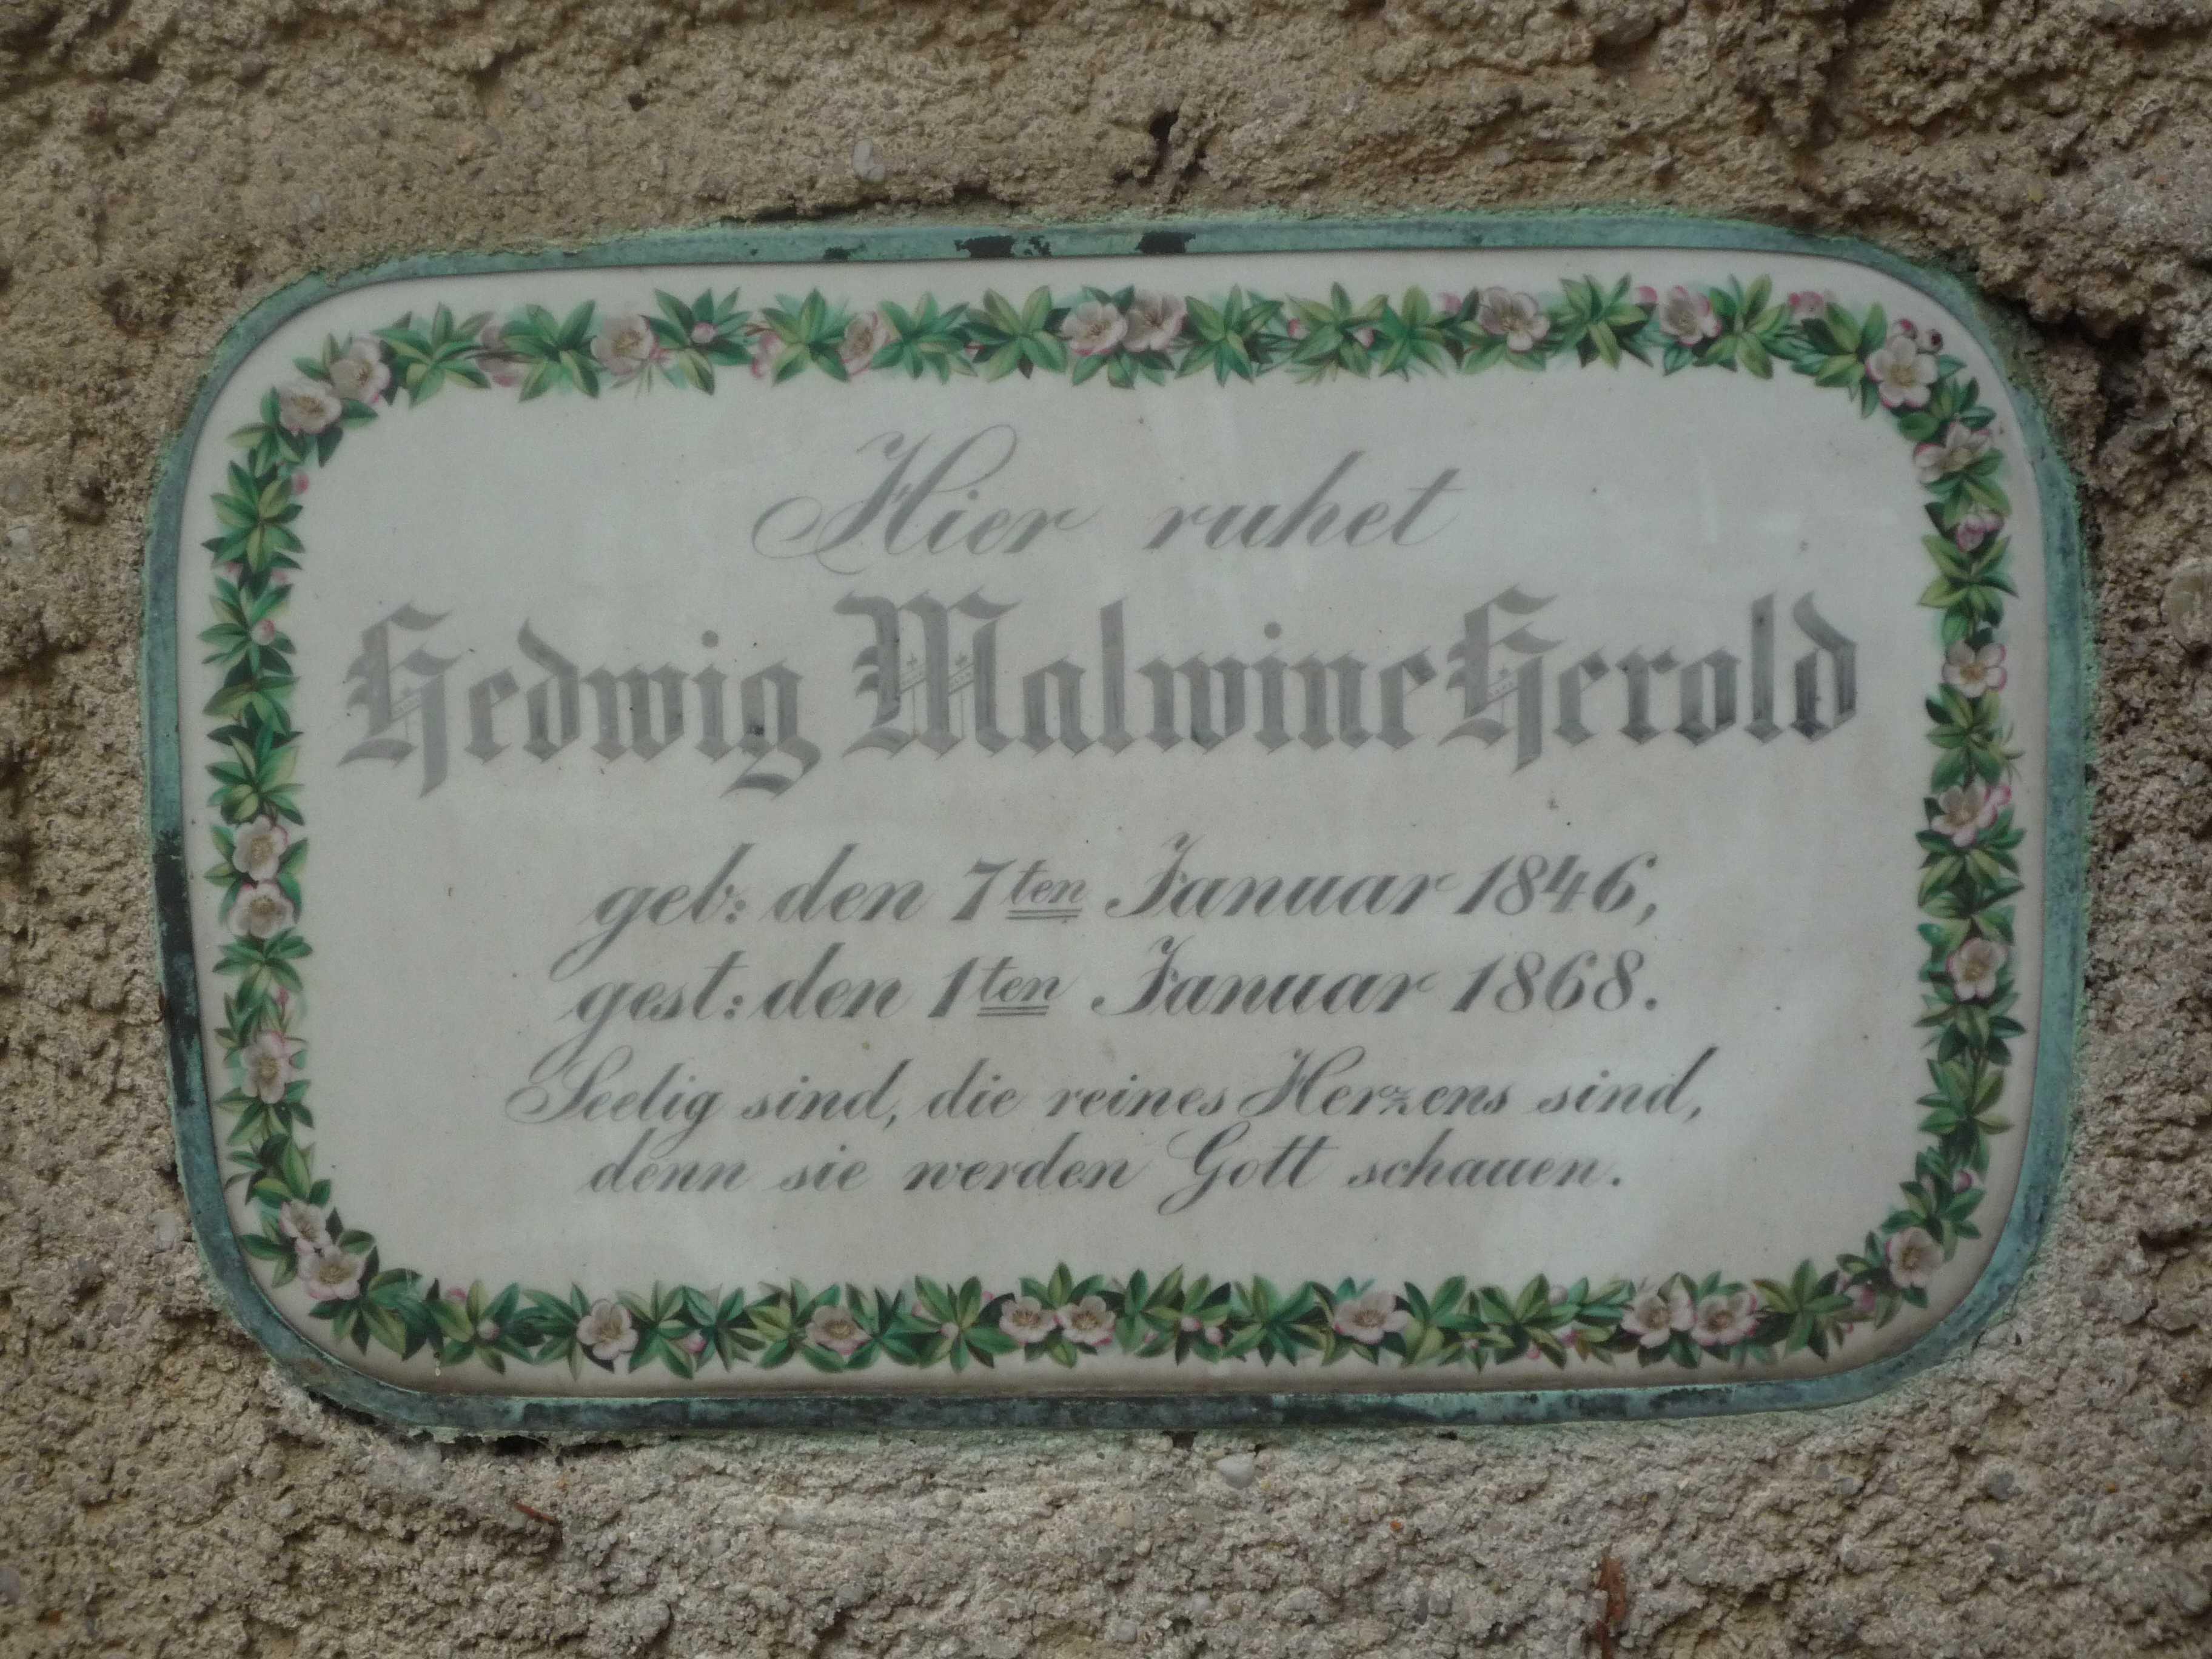 Hier ruhet
Hedwig Malwine Herold
geb: den 7ten Januar 1846,
gest: den 1ten Januar 1868.
Seelig sind, die reines Herzens sind,
denn sie werden Gott schauen.